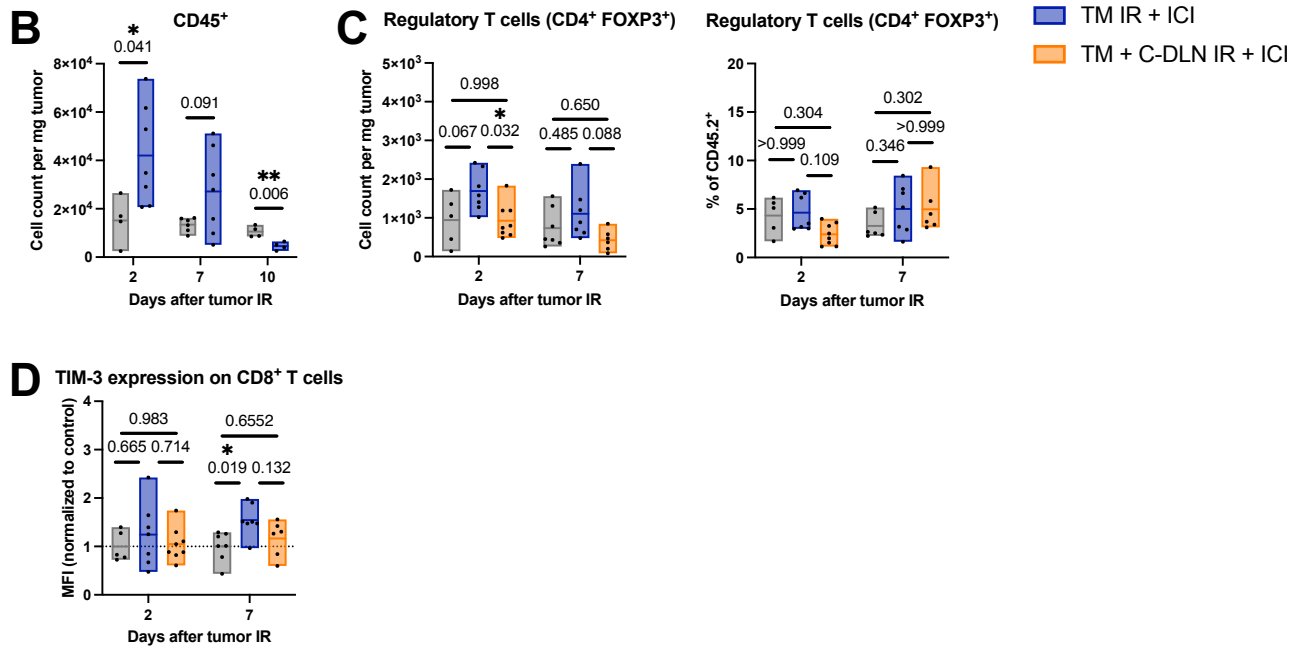 B
CD45⁺
*
0.041
0.091
**
0.006
8×10⁴
6×10⁴
4×10⁴
2×10⁴
0
Cell count per mg tumor
2 7 10
Days after tumor IR
C
Regulatory T cells (CD4⁺ FOXP3⁺)
5×10³
4×10³
3×10³
2×10³
1×10³
0
Cell count per mg tumor
0.998
*
0.067 0.032
0.650
0.485 0.088
2 7
Days after tumor IR
Regulatory T cells (CD4⁺ FOXP3⁺)
20
15
10
5
0
% of CD45.2⁺
0.304
>0.999
0.109
0.302
>0.999
0.346
2 7
Days after tumor IR
TM IR + ICI
TM + C-DLN IR + ICI
D
TIM-3 expression on CD8⁺ T cells
4
3
2
1
0
MFI (normalized to control)
0.983
0.665 0.714
0.6552
*
0.019 0.132
2 7
Days after tumor IR